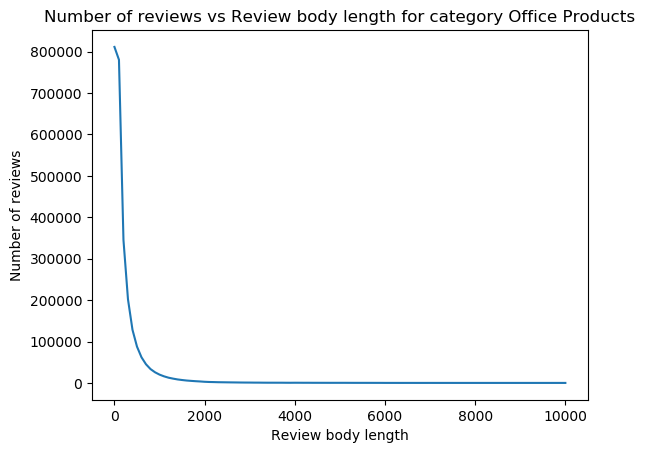 Number of reviews vs Review body length for category Office Products
800000
700000
600000
500000
400000
300000
200000
100000
0
Number of reviews
0 2000 4000 6000 8000 10000
Review body length